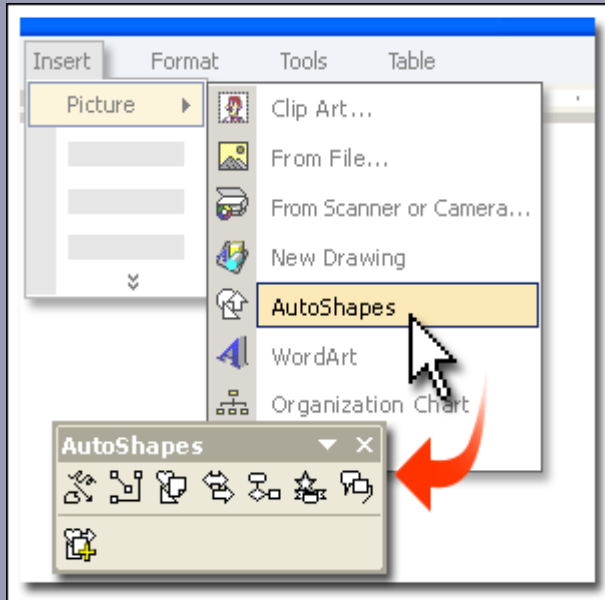 Insert Format Tools Table
Picture
Clip Art...
From File...
From Scanner or Camera...
New Drawing
AutoShapes
WordArt
Organization Chart
AutoShapes